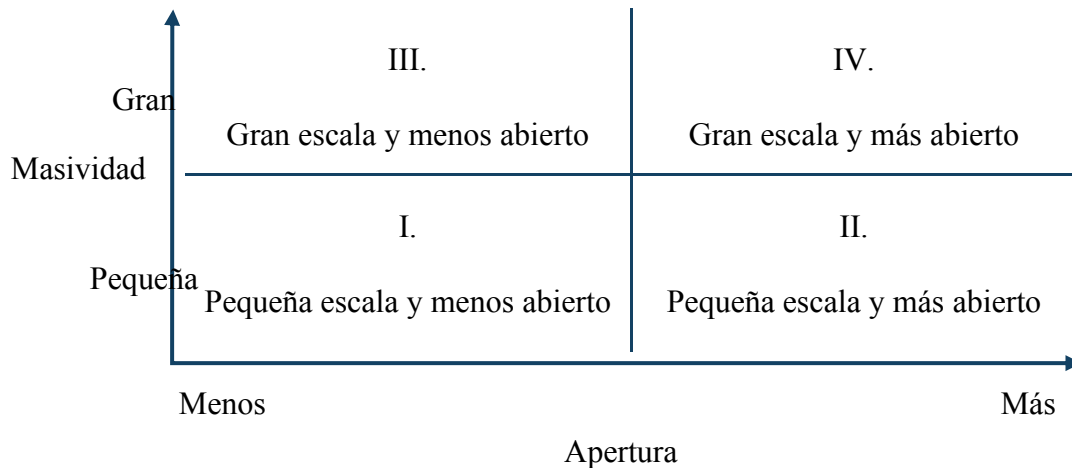 III.
IV.
Gran
Gran escala y menos abierto
Gran escala y más abierto
Masividad
I.
II.
Pequeña
Pequeña escala y menos abierto
Pequeña escala y más abierto
Menos
Más
Apertura